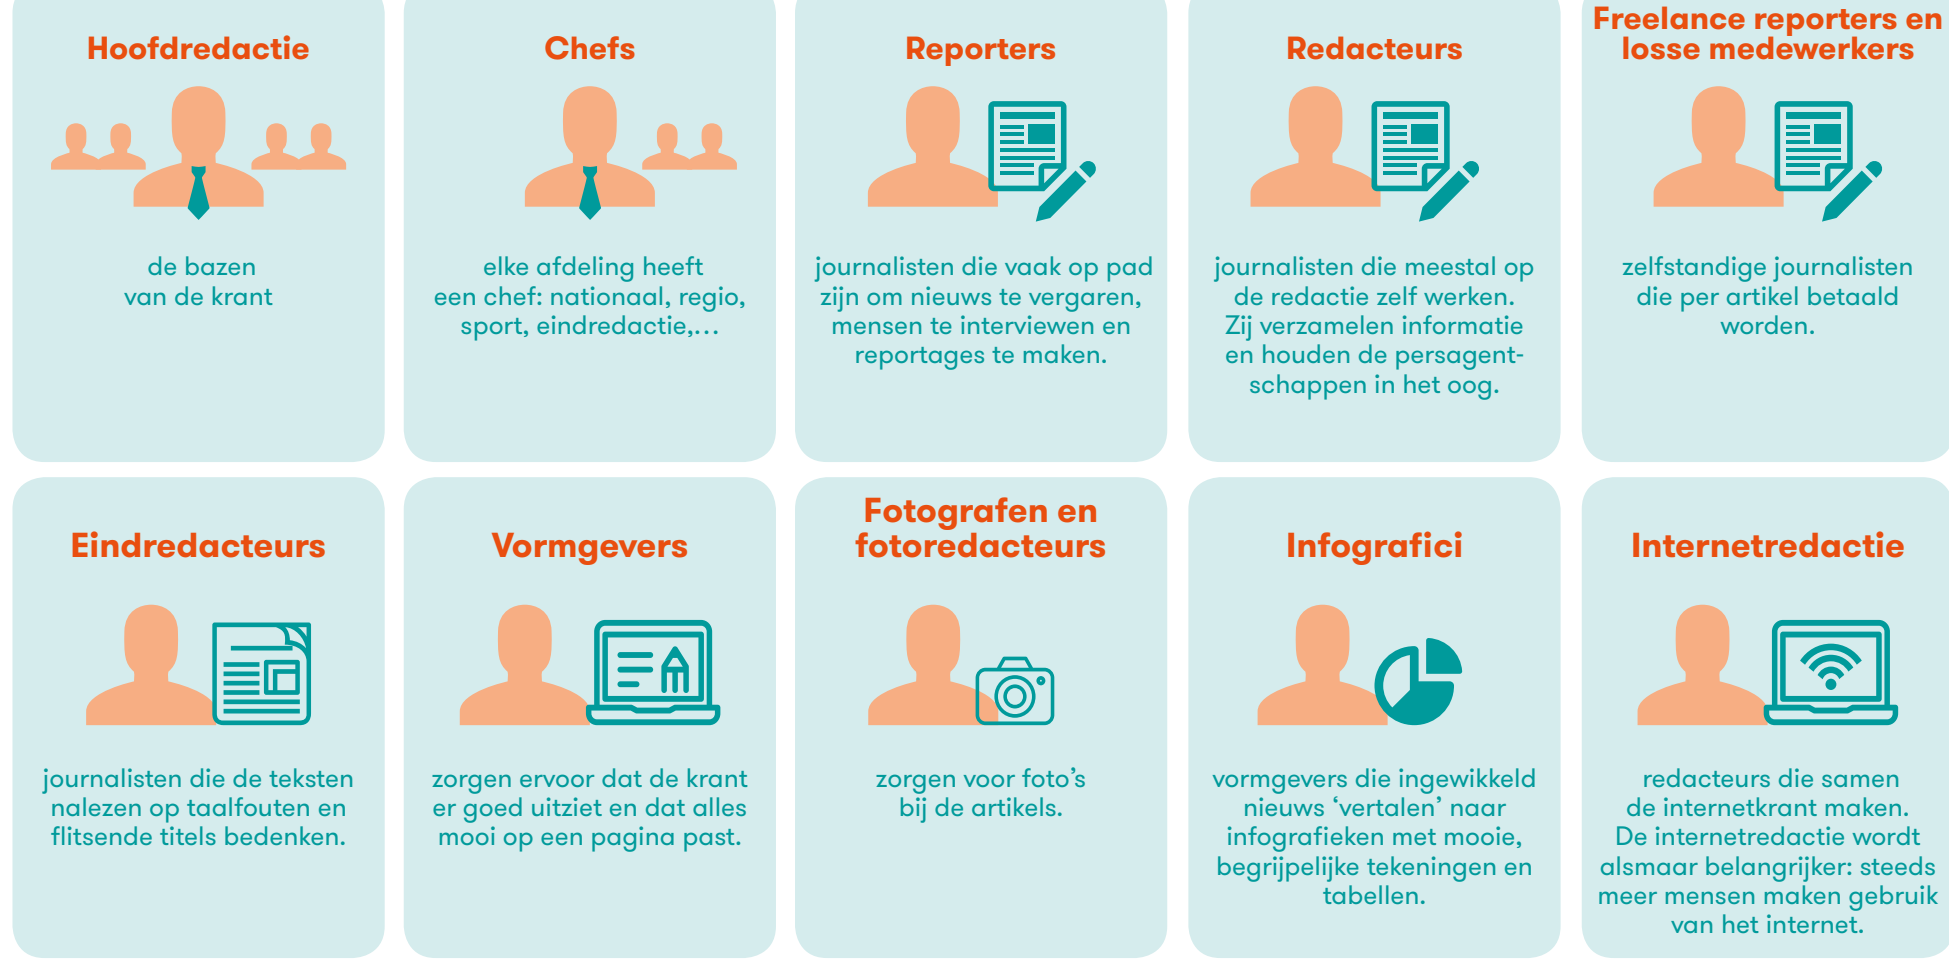 Hoofdredactie
de bazen
van de krant
Chefs
elke afdeling heeft
een chef: nationaal, regio,
sport, eindredactie,…
Reporters
journalisten die vaak op pad
zijn om nieuws te vergaren,
mensen te interviewen en
reportages te maken.
Redacteurs
journalisten die meestal op
de redactie zelf werken.
Zij verzamelen informatie
en houden de persagent-
schappen in het oog.
Freelance reporters en
losse medewerkers
zelfstandige journalisten
die per artikel betaald
worden.
Eindredacteurs
journalisten die de teksten
nalezen op taalfouten en
flitsende titels bedenken.
Vormgevers
zorgen ervoor dat de krant
er goed uitziet en dat alles
mooi op een pagina past.
Fotografen en
fotoredacteurs
zorgen voor foto’s
bij de artikels.
Infografici
vormgevers die ingewikkeld
nieuws ‘vertalen’ naar
infografieken met mooie,
begrijpelijke tekeningen en
tabellen.
Internetredactie
redacteurs die samen
de internetkrant maken.
De internetredactie wordt
alsmaar belangrijker: steeds
meer mensen maken gebruik
van het internet.